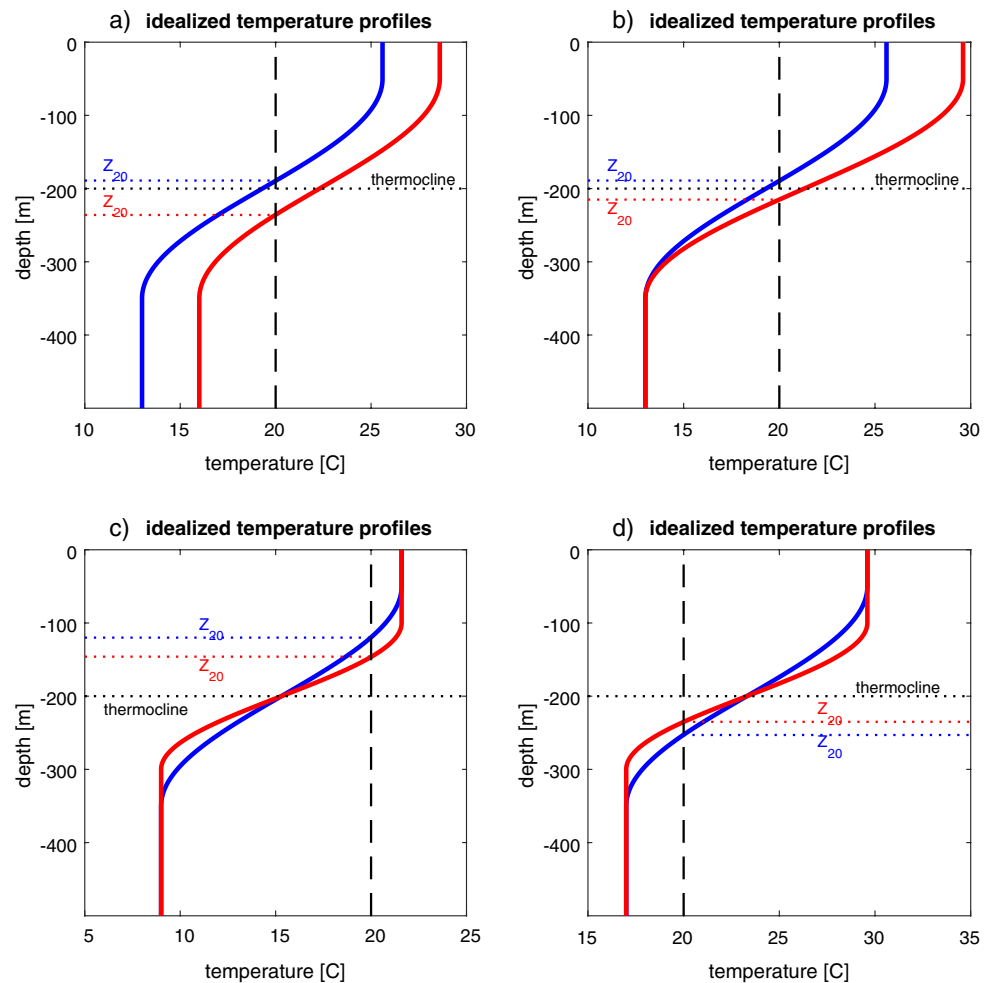 a) idealized temperature profiles
0
-100
-200
-300
-400
depth [m]
Z20
thermocline
Z20
10 15 20 25 30
temperature [C]
b) idealized temperature profiles
0
-100
-200
-300
-400
depth [m]
Z20
thermocline
Z20
10 15 20 25 30
temperature [C]
c) idealized temperature profiles
0
-100
-200
-300
-400
depth [m]
Z20
Z20
thermocline
5 10 15 20 25
temperature [C]
d) idealized temperature profiles
0
-100
-200
-300
-400
depth [m]
thermocline
Z20
Z20
15 20 25 30 35
temperature [C]